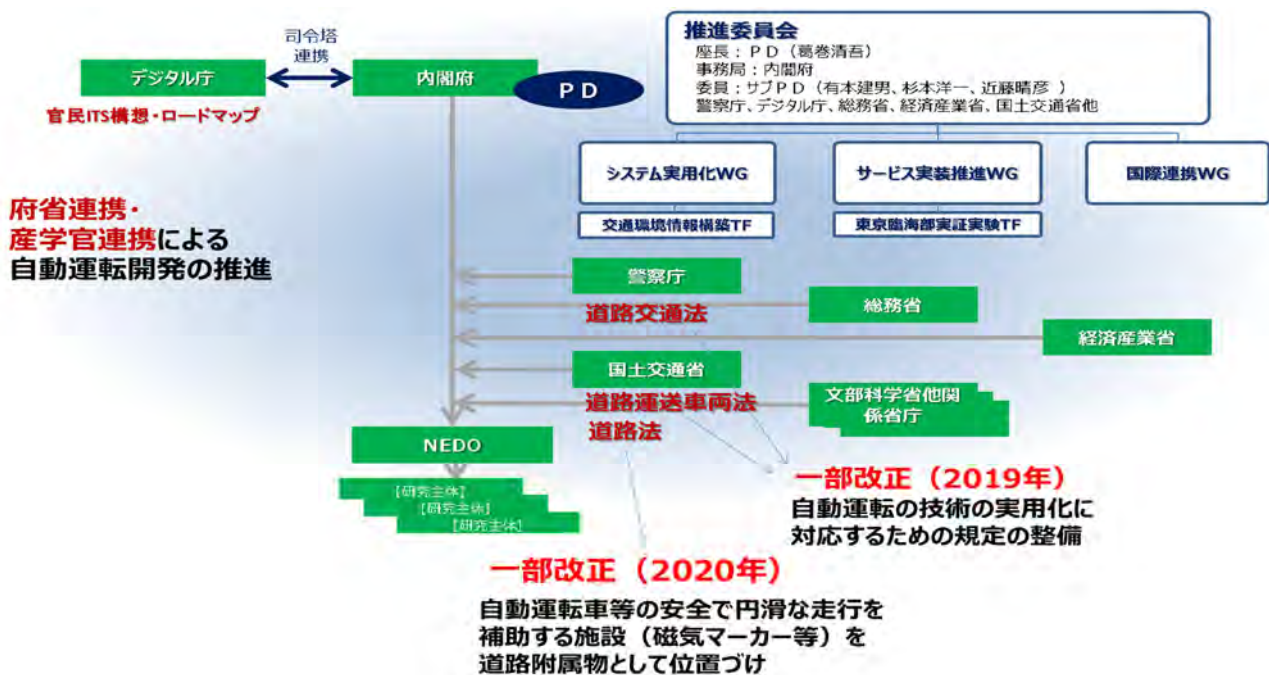 司令塔
連携
デジタル庁
内閣府
PD
官民ITS構想・ロードマップ
推進委員会
座長：PD（葛巻清吾）
事務局：内閣府
委員：サブPD（有本建男、杉本洋一、近藤晴彦）
警察庁、デジタル庁、総務省、経済産業省、国土交通省他
システム実用化WG
サービス実装推進WG
国際連携WG
交通環境情報構築TF
東京臨海部実証実験TF
府省連携・
産学官連携による
自動運転開発の推進
警察庁
道路交通法
総務省
経済産業省
国土交通省
道路運送車両法
道路法
文部科学省他関
係省庁
NEDO
【研究主体】
【研究主体】
【研究主体】
一部改正（2019年）
自動運転の技術の実用化に
対応するための規定の整備
一部改正（2020年）
自動運転車等の安全で円滑な走行を
補助する施設（磁気マーカー等）を
道路附属物として位置づけ